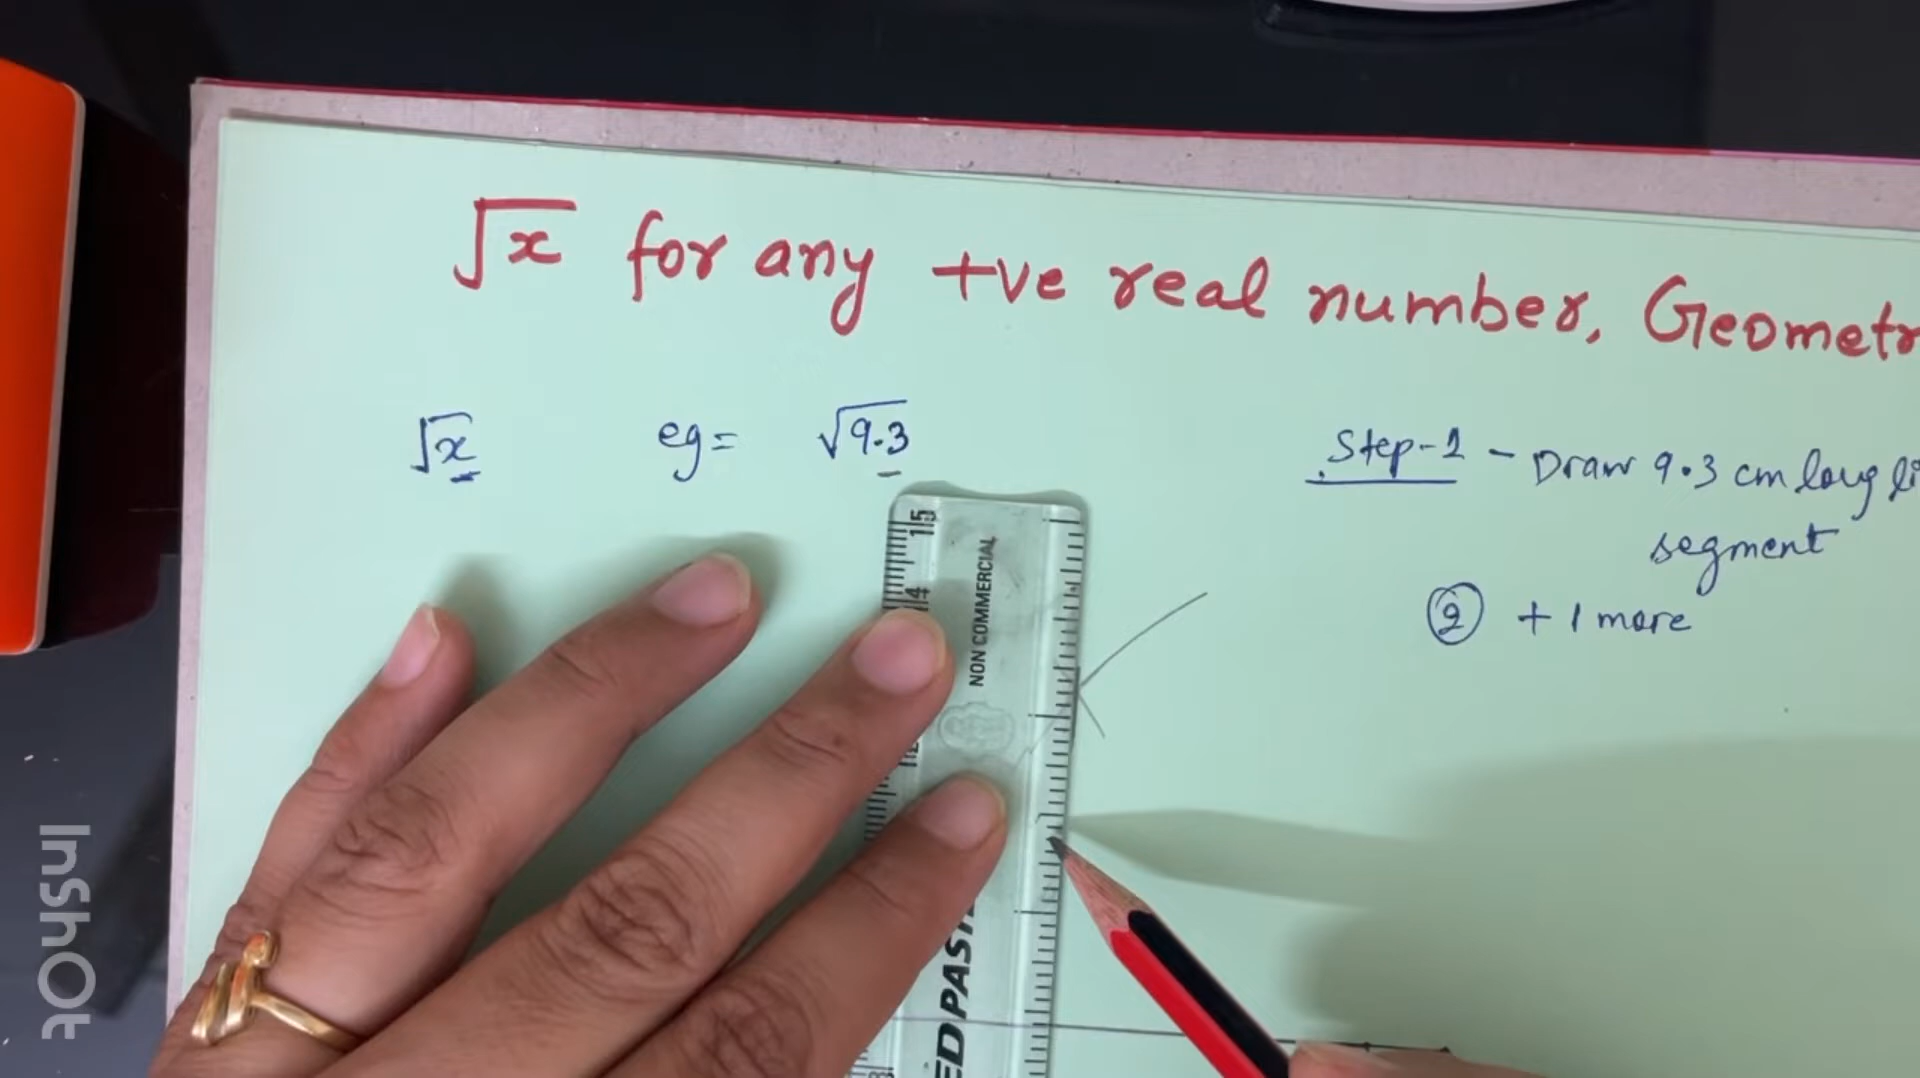 √x for any +ve real number, Geometr
√x eg= √9.3
Step-1 - Draw 9.3 cm long li
segment
② + 1 more
15
14
NON COMMERCIAL
InShOt